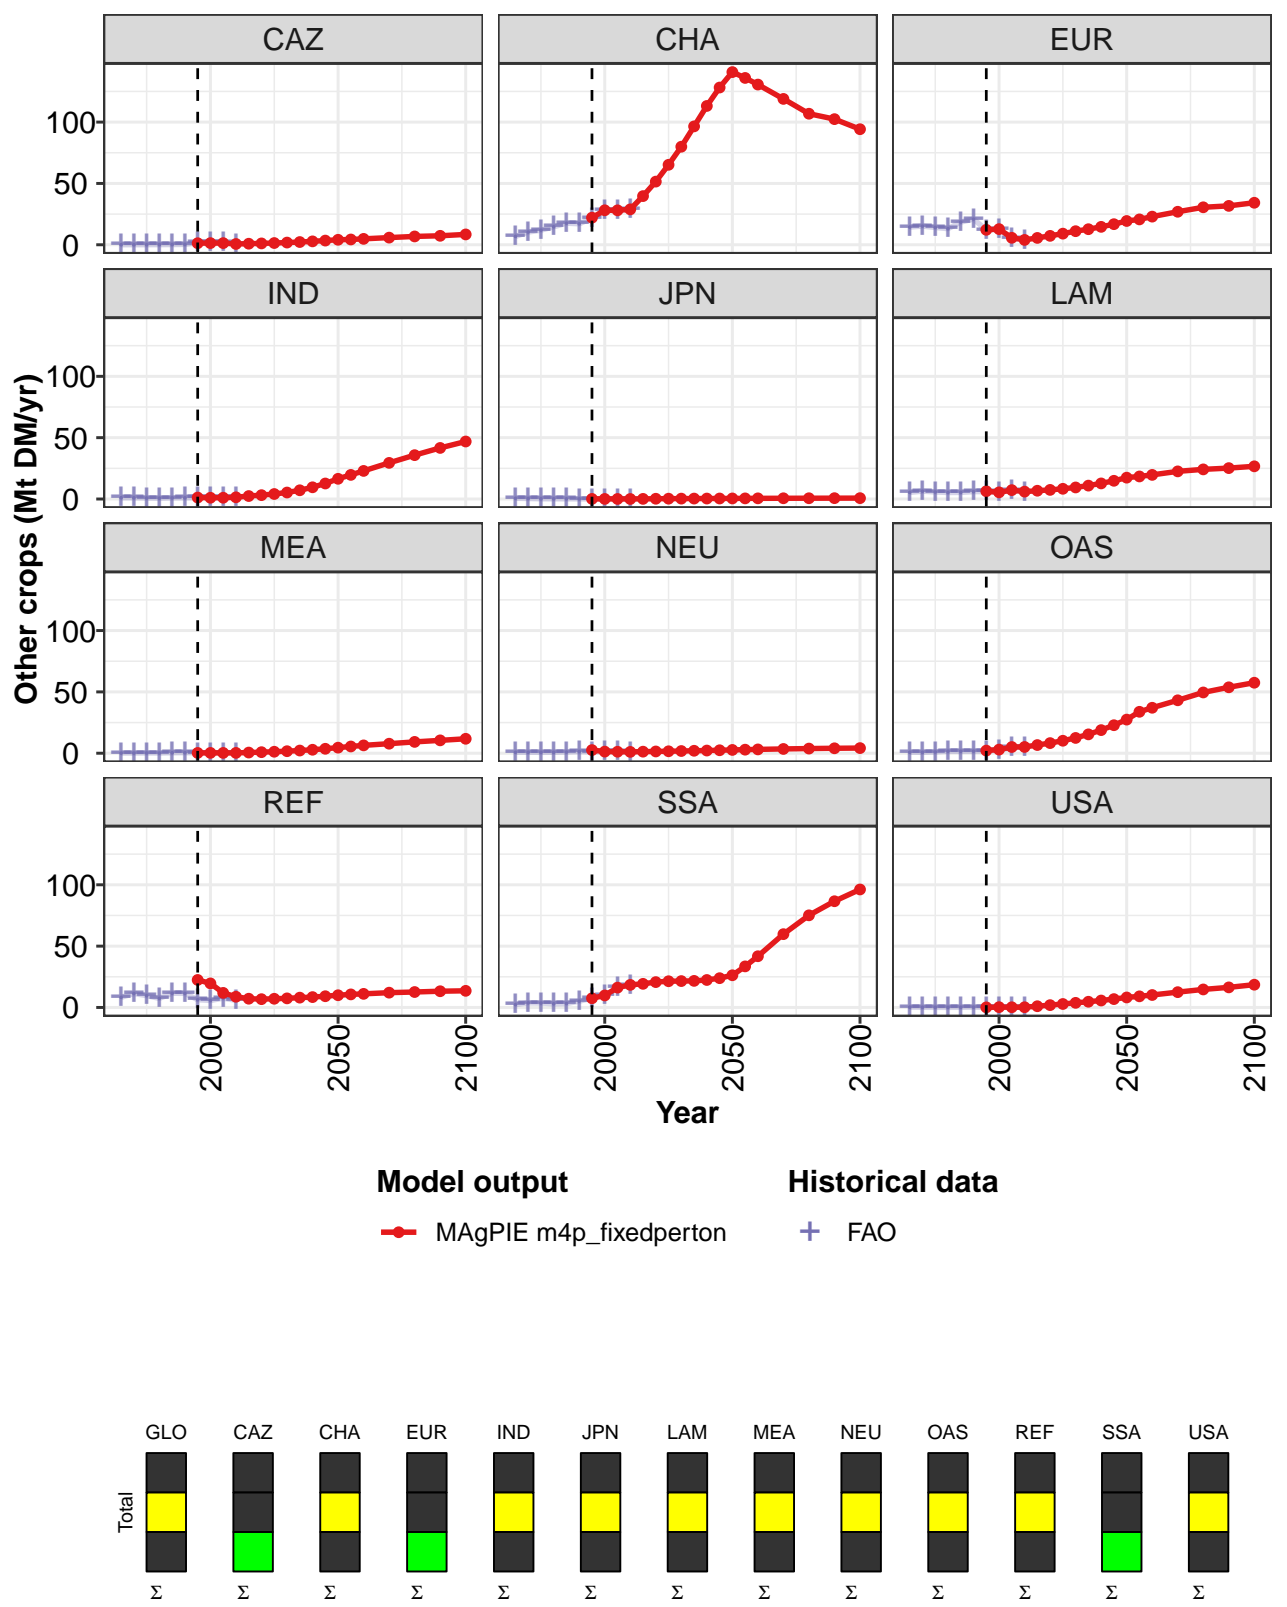 CAZ CHA EUR
100
50
0
IND JPN LAM
100
50
0
MEA NEU OAS
100
50
0
REF SSA USA
100
50
0
Other crops (Mt DM/yr)
2000 2050 2100 2000 2050 2100 2000 2050 2100
Year
Model output Historical data
MAgPIE m4p_fixedperton FAO
GLO CAZ CHA EUR IND JPN LAM MEA NEU OAS REF SSA USA
Total
Σ Σ Σ Σ Σ Σ Σ Σ Σ Σ Σ Σ Σ